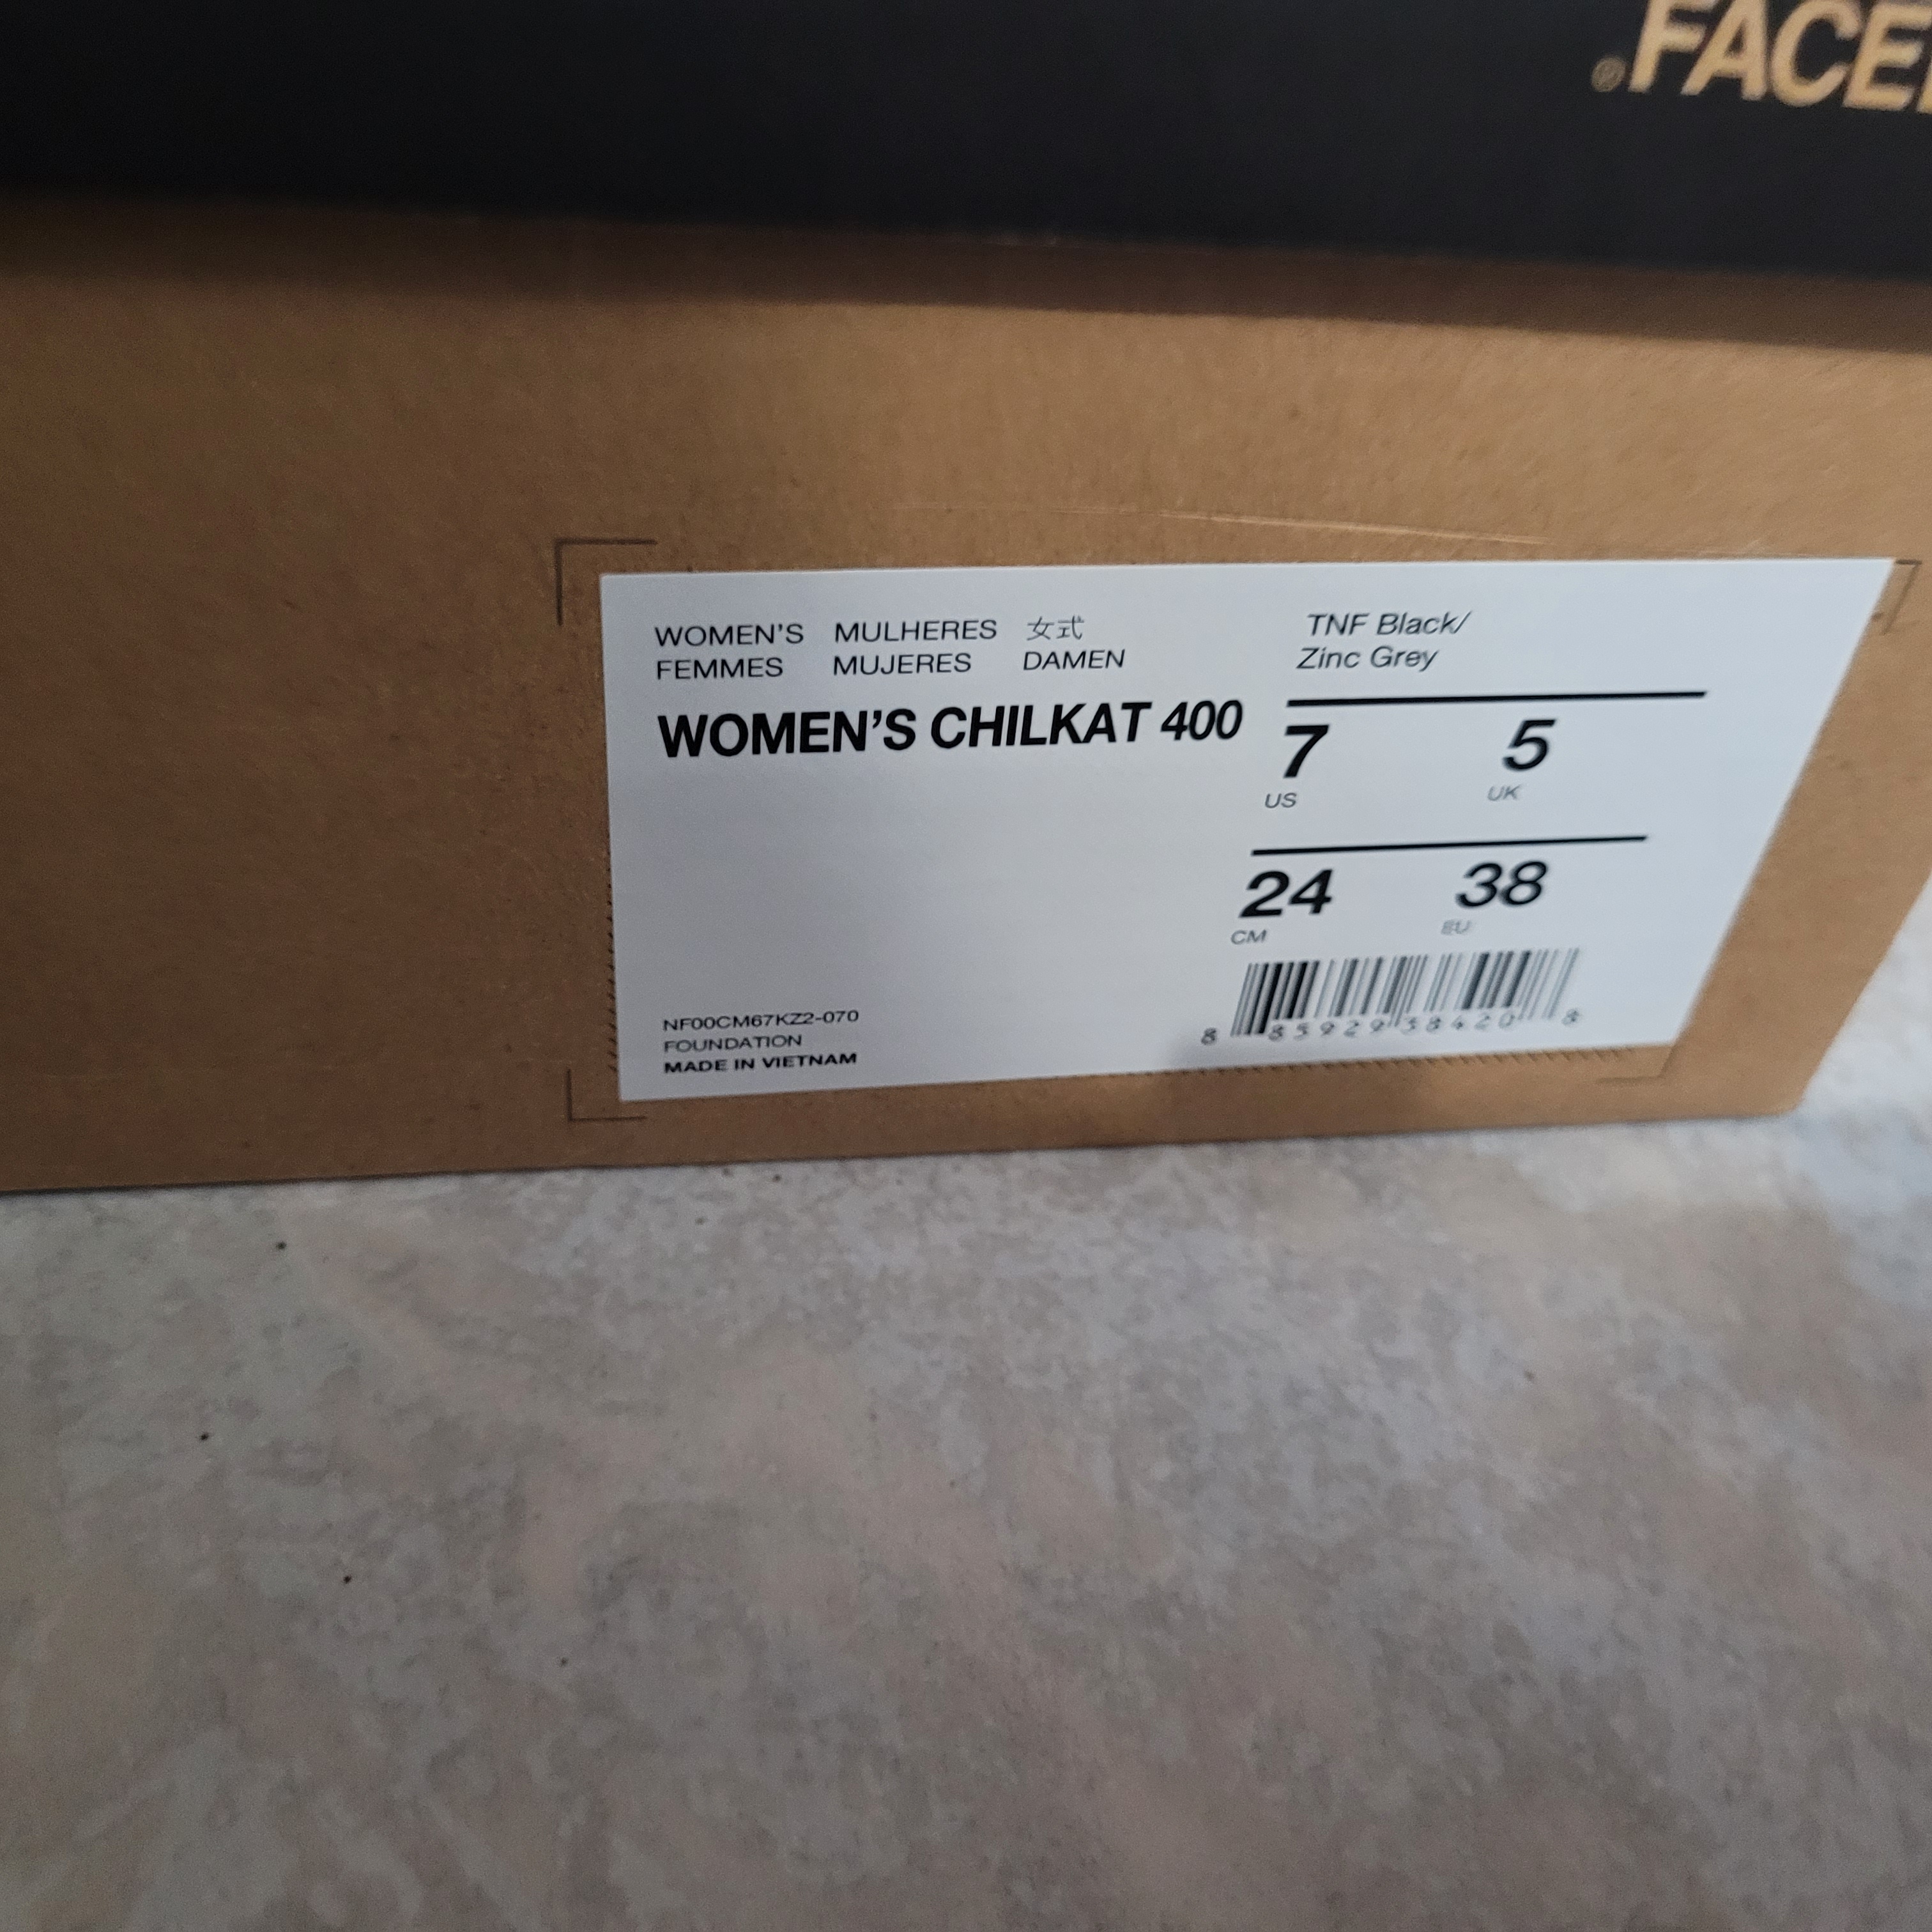 ® FACE
WOMEN'S MULHERES 女式
FEMMES MUJERES DAMEN
WOMEN'S CHILKAT 400
TNF Black/
Zinc Grey
7 5
US UK
24 38
CM EU
8 85929 38420 8
NF00CM67KZ2-070
FOUNDATION
MADE IN VIETNAM